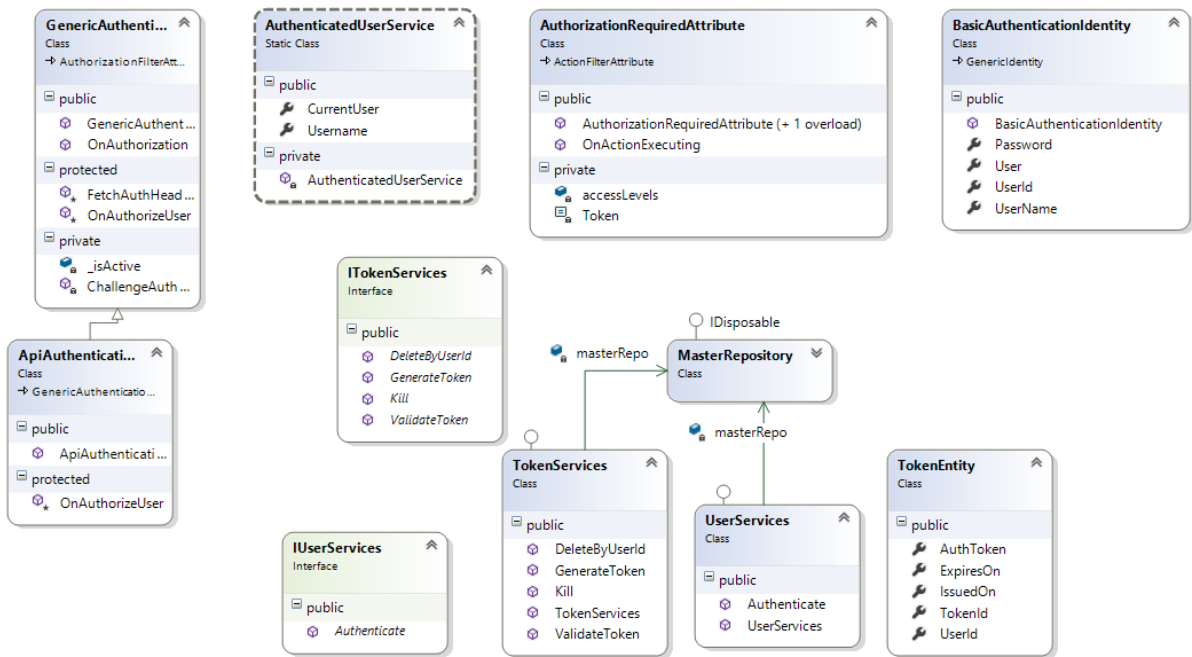 GenericAuthenti...
Class
AuthorizationFilterAtt...
public
GenericAuthent...
OnAuthorization
protected
FetchAuthHead...
OnAuthorizeUser
private
_isActive
ChallengeAuth...
AuthenticatedUserService
Static Class
public
CurrentUser
Username
private
AuthenticatedUserService
AuthorizationRequiredAttribute
Class
ActionFilterAttribute
public
AuthorizationRequiredAttribute (+ 1 overload)
OnActionExecuting
private
accessLevels
Token
BasicAuthenticationIdentity
Class
GenericIdentity
public
BasicAuthenticationIdentity
Password
User
UserId
UserName
ApiAuthenticati...
Class
GenericAuthenticatio...
public
ApiAuthenticati...
protected
OnAuthorizeUser
ITokenServices
Interface
public
DeleteByUserId
GenerateToken
Kill
ValidateToken
IDisposable
masterRepo
MasterRepository
Class
masterRepo
IUserServices
Interface
public
Authenticate
TokenServices
Class
public
DeleteByUserId
GenerateToken
Kill
TokenServices
ValidateToken
UserServices
Class
public
Authenticate
UserServices
TokenEntity
Class
public
AuthToken
ExpiresOn
IssuedOn
TokenId
UserId